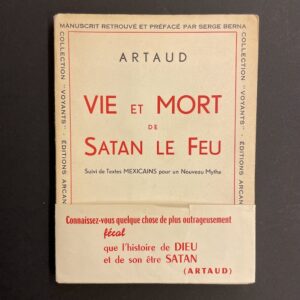 MANUSCRIT RETROUVÉ ET PRÉFACÉ PAR SERGE BERNA
COLLECTION "VOYANTS" - ÉDITIONS ARCAN
COLLECTION "VOYANTS" - ÉDITIONS ARCAN
ARTAUD
VIE ET MORT
DE
SATAN LE FEU
Suivi de Textes MEXICAINS pour un Nouveau Mythe
Connaissez-vous quelque chose de plus outrageusement
fécal
que l'histoire de DIEU
et de son être SATAN
(ARTAUD)